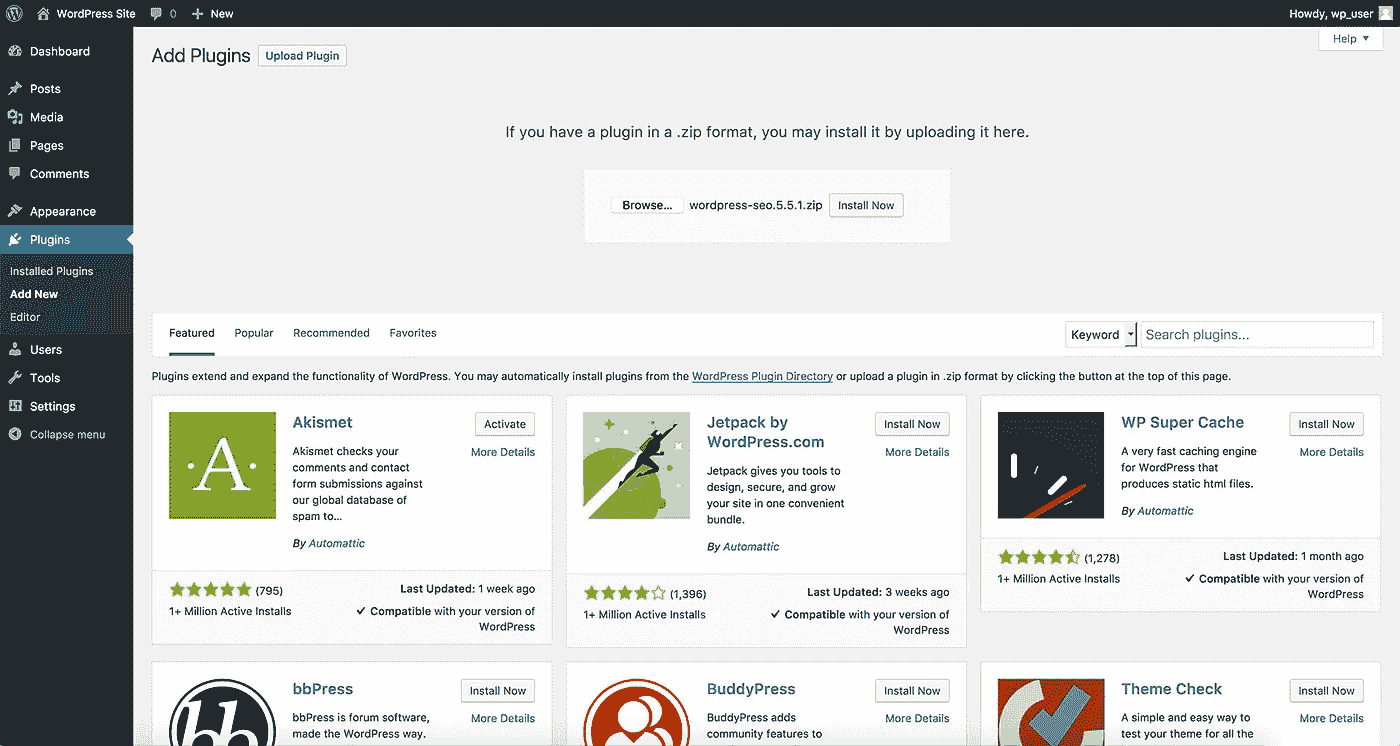 WordPress Site 0 New Howdy, wp_user
Dashboard
Posts
Media
Pages
Comments
Appearance
Plugins
Installed Plugins
Add New
Editor
Users
Tools
Settings
Collapse menu
Help
Add Plugins Upload Plugin
If you have a plugin in a .zip format, you may install it by uploading it here.
Browse... wordpress-seo.5.5.1.zip Install Now
Featured Popular Recommended Favorites Keyword Search plugins...
Plugins extend and expand the functionality of WordPress. You may automatically install plugins from the WordPress Plugin Directory or upload a plugin in .zip format by clicking the button at the top of this page.
A
Akismet
Activate
More Details
Akismet checks your
comments and contact
form submissions against
our global database of
spam to...
By Automattic
(795)
1+ Million Active Installs
Last Updated: 1 week ago
✓ Compatible with your version of
WordPress
Jetpack by
WordPress.com
Install Now
More Details
Jetpack gives you tools to
design, secure, and grow
your site in one convenient
bundle.
By Automattic
(1,396)
1+ Million Active Installs
Last Updated: 3 weeks ago
✓ Compatible with your version of
WordPress
WP Super Cache
Install Now
More Details
A very fast caching engine
for WordPress that
produces static html files.
By Automattic
(1,278)
1+ Million Active Installs
Last Updated: 1 month ago
✓ Compatible with your version of
WordPress
bb
bbPress
Install Now
More Details
bbPress is forum software,
made the WordPress way.
BuddyPress
Install Now
More Details
BuddyPress adds
community features to
Theme Check
Install Now
More Details
A simple and easy way to
test your theme for all the